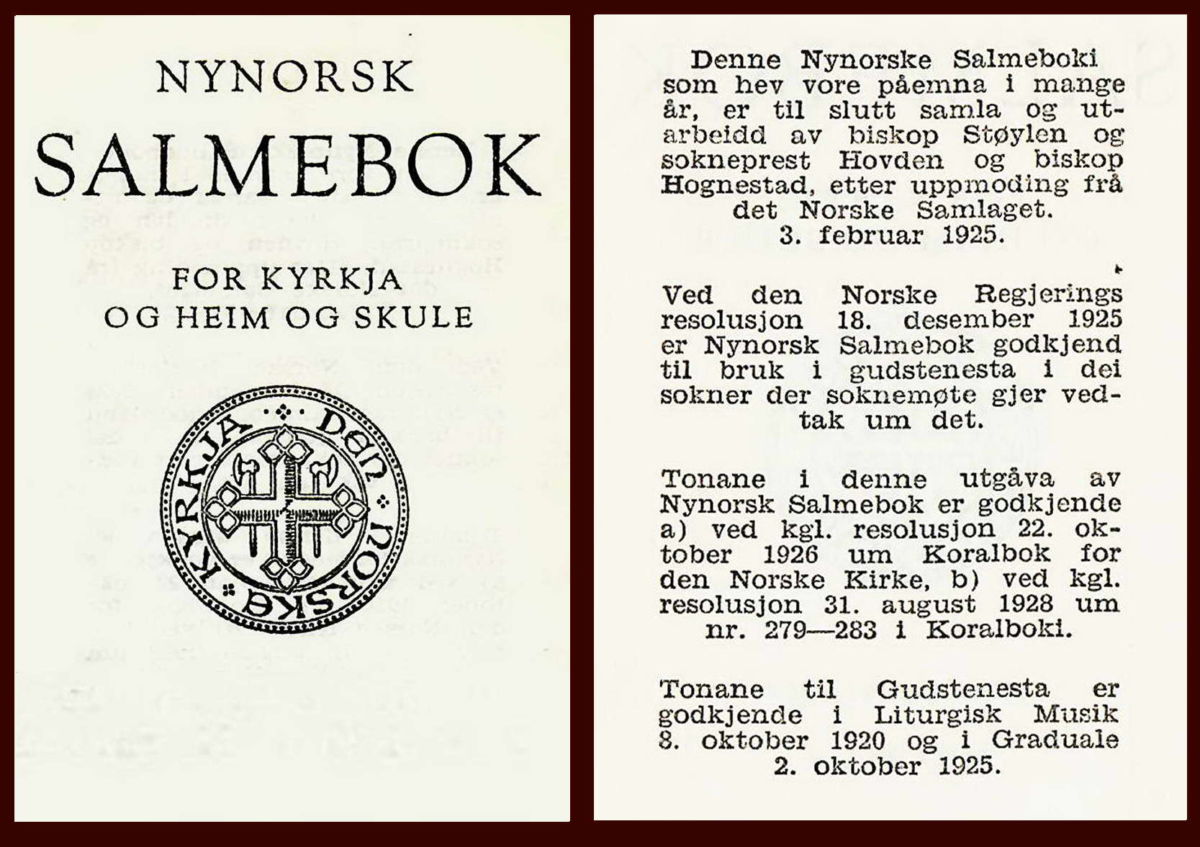 NYNORSK
SALMEBOK
FOR KYRKJA
OG HEIM OG SKULE
DEN NORSKE KYRKJA
Denne Nynorske Salmeboki
som hev vore påemna i mange
år, er til slutt samla og ut-
arbeidd av biskop Støylen og
sokneprest Hovden og biskop
Hognestad, etter uppmoding frå
det Norske Samlaget.
3. februar 1925.
Ved den Norske Regjerings
resolusjon 18. desember 1925
er Nynorsk Salmebok godkjend
til bruk i gudstenesta i dei
sokner der soknemøte gjer ved-
tak um det.
Tonane i denne utgåva av
Nynorsk Salmebok er godkjende
a) ved kgl. resolusjon 22. ok-
tober 1926 um Koralbok for
den Norske Kirke, b) ved kgl.
resolusjon 31. august 1928 um
nr. 279—283 i Koralboki.
Tonane til Gudstenesta er
godkjende i Liturgisk Musik
8. oktober 1920 og i Graduale
2. oktober 1925.